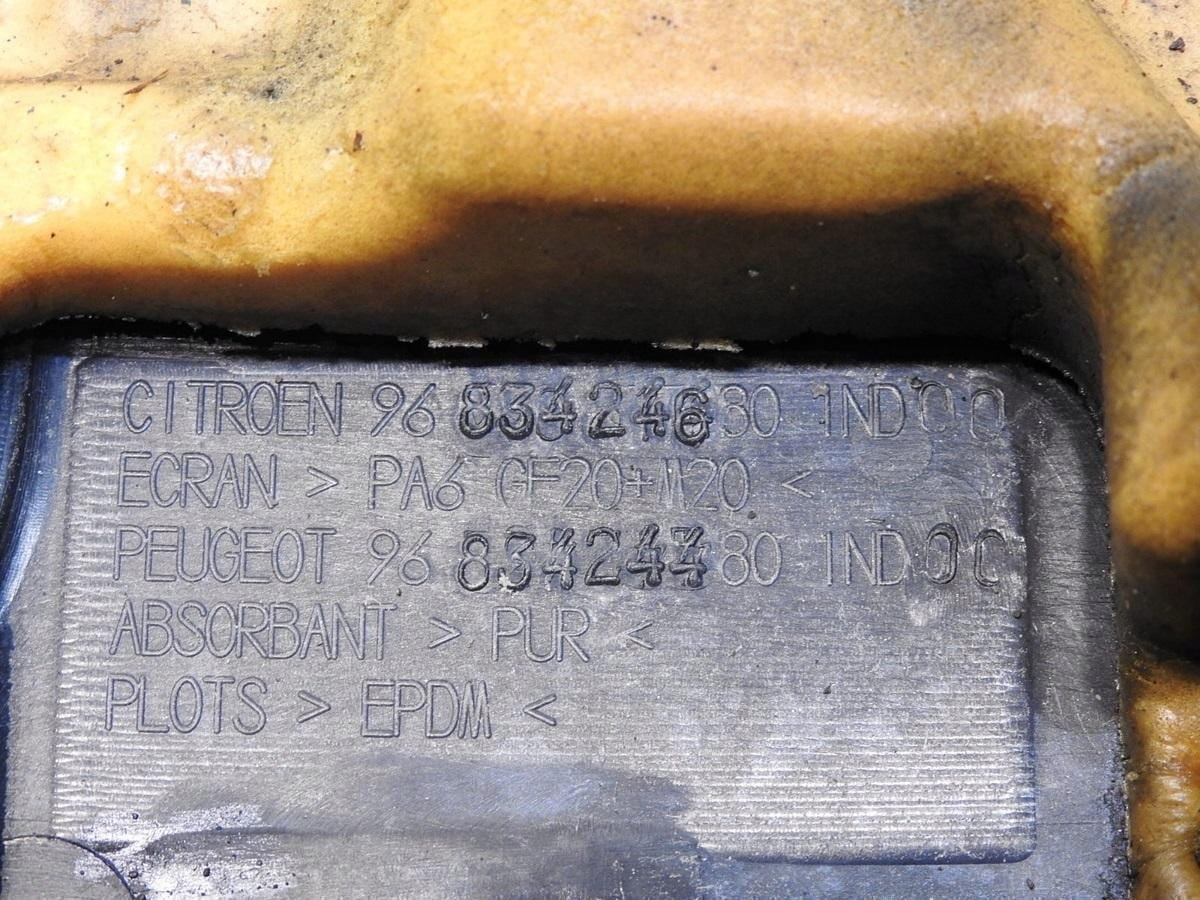 CITROEN 96 83424680 IND00
ECRAN > PA6 GF20+M20 <
PEUGEOT 96 83424480 IND00
ABSORBANT > PUR <
PLOTS > EPDM <